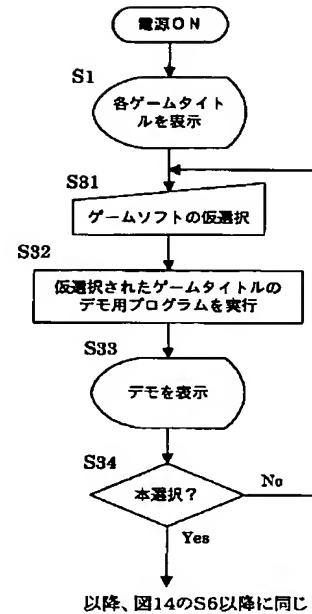 電源ON
S1
各ゲームタイト
ルを表示
S31
ゲームソフトの仮選択
S32
仮選択されたゲームタイトルの
デモ用プログラムを実行
S33
デモを表示
S34
本選択?
No
Yes
以降、図14のS6以降に同じ